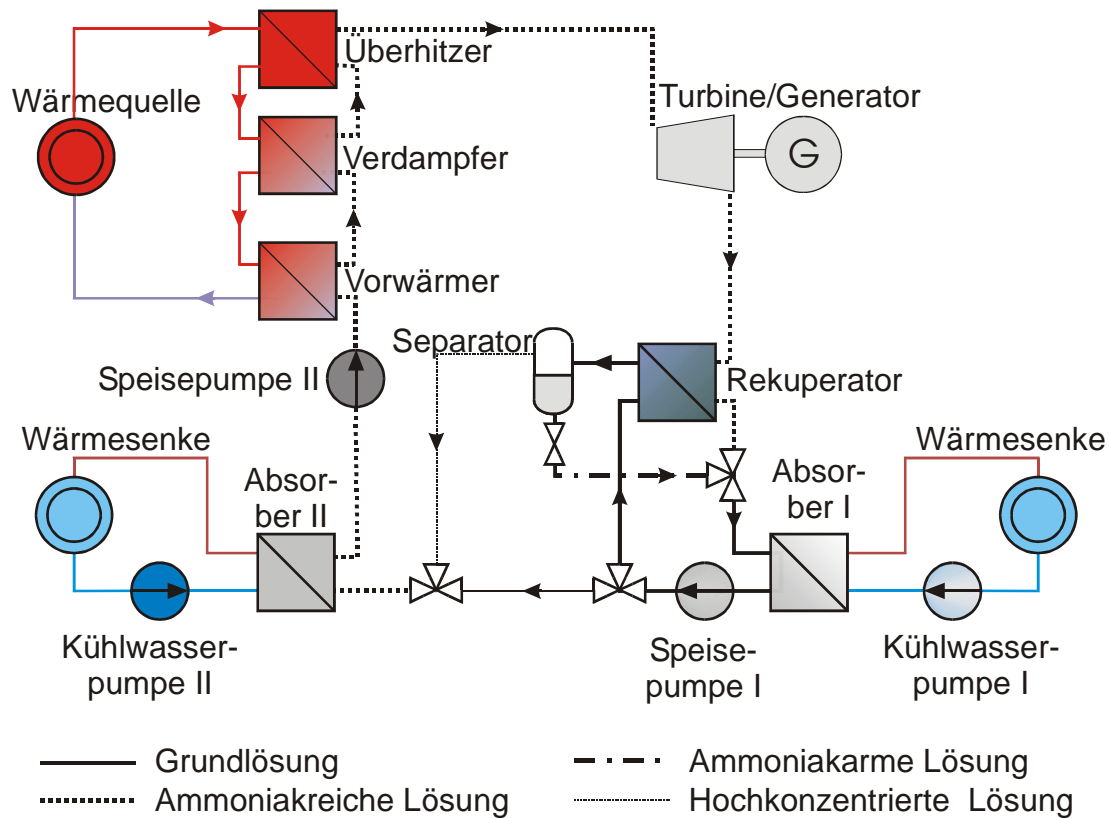 Überhitzer
Wärmequelle
Turbine/Generator
G
Verdampfer
Vorwärmer
Separator
Speisepumpe II
Rekuperator
Wärmesenke
Absor-
ber II
Absor-
ber I
Wärmesenke
Kühlwasser-
pumpe II
Speise-
pumpe I
Kühlwasser-
pumpe I
Grundlösung
Ammoniakarme Lösung
Ammoniakreiche Lösung
Hochkonzentrierte Lösung